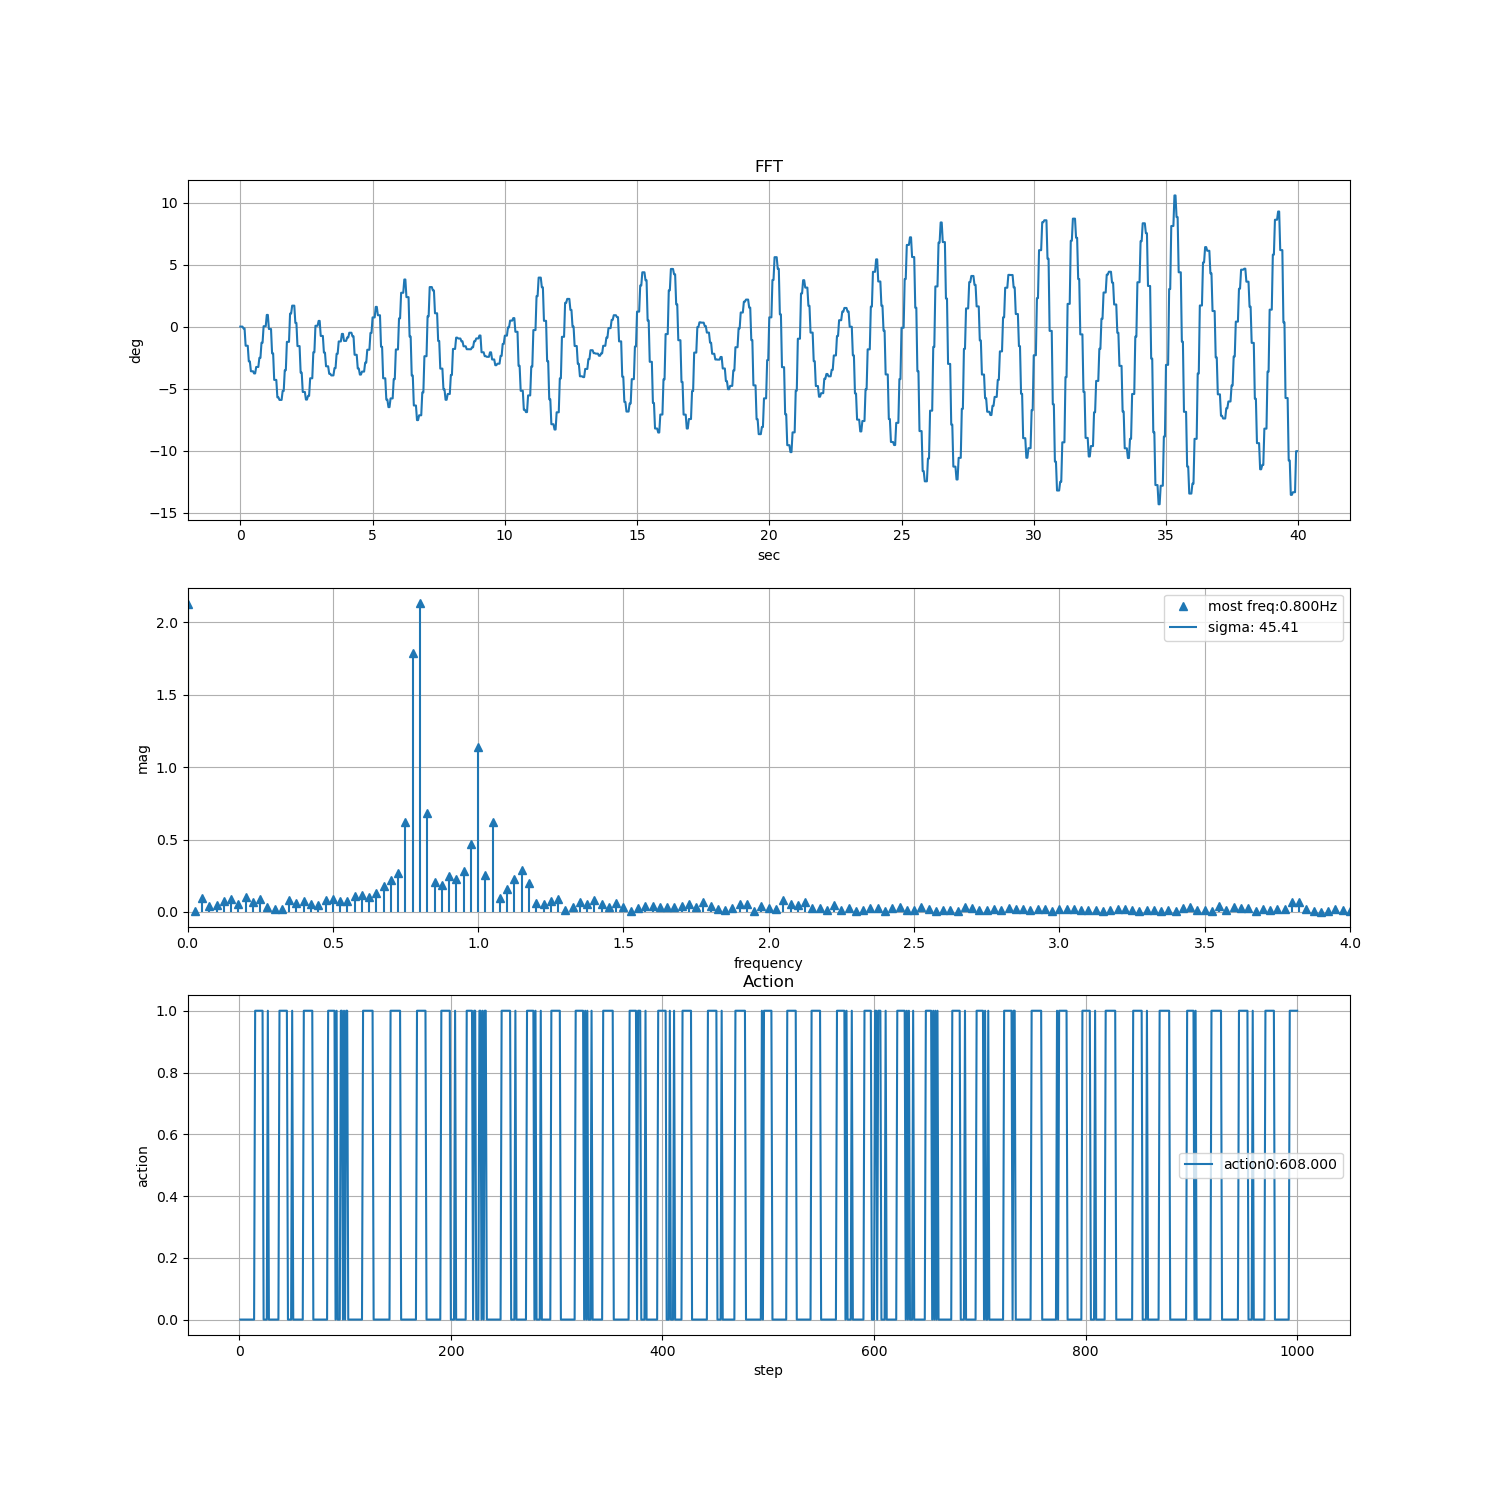 FFT
10
5
0
−5
−10
−15
deg
0 5 10 15 20 25 30 35 40
sec
most freq:0.800Hz
sigma: 45.41
2.0
1.5
1.0
0.5
0.0
mag
0.0 0.5 1.0 1.5 2.0 2.5 3.0 3.5 4.0
frequency
Action
1.0
0.8
0.6
0.4
0.2
0.0
action
action0:608.000
0 200 400 600 800 1000
step